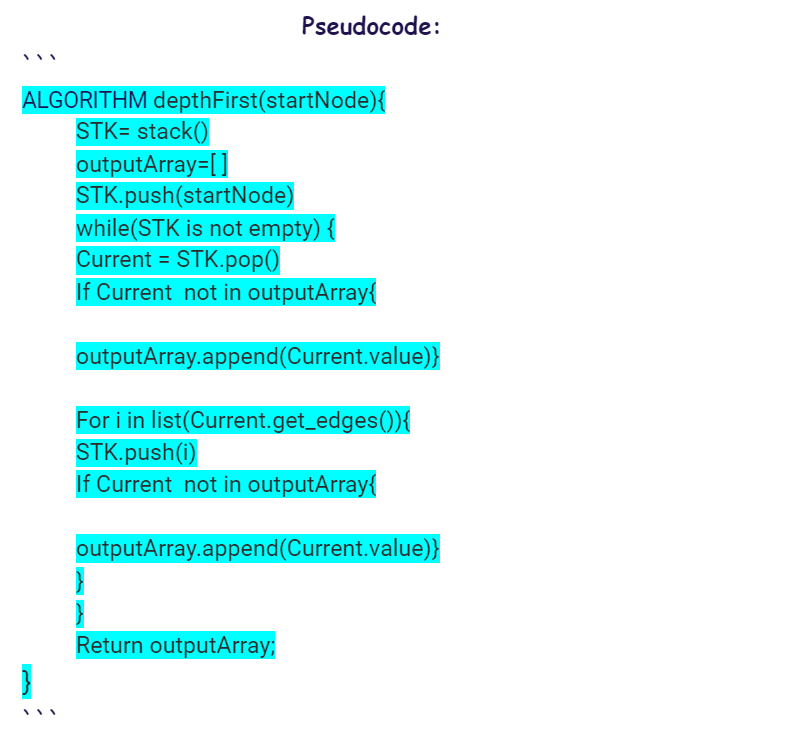 Pseudocode:
```
ALGORITHM depthFirst(startNode){
STK= stack()
outputArray=[ ]
STK.push(startNode)
while(STK is not empty) {
Current = STK.pop()
If Current  not in outputArray{
outputArray.append(Current.value)}
For i in list(Current.get_edges()){
STK.push(i)
If Current  not in outputArray{
outputArray.append(Current.value)}
}
}
Return outputArray;
}
```